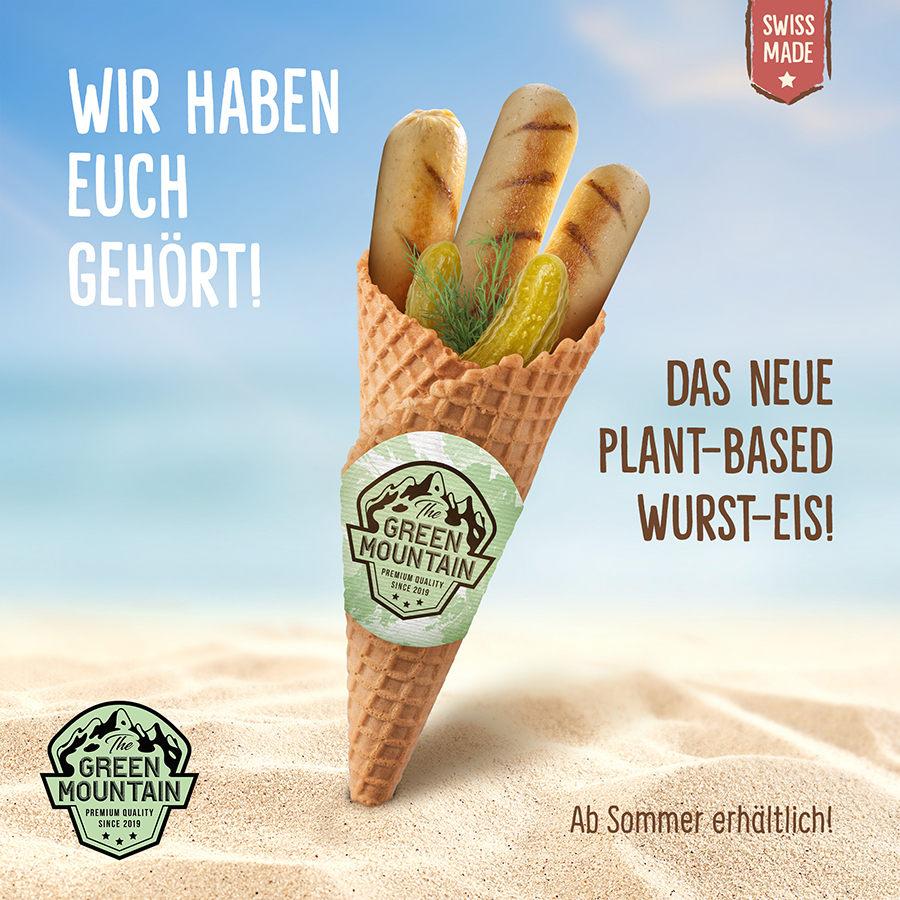 SWISS
MADE
WIR HABEN
EUCH
GEHÖRT!
DAS NEUE
PLANT-BASED
WURST-EIS!
The
GREEN
MOUNTAIN
PREMIUM QUALITY
SINCE 2019
The
GREEN
MOUNTAIN
PREMIUM QUALITY
SINCE 2019
Ab Sommer erhältlich!